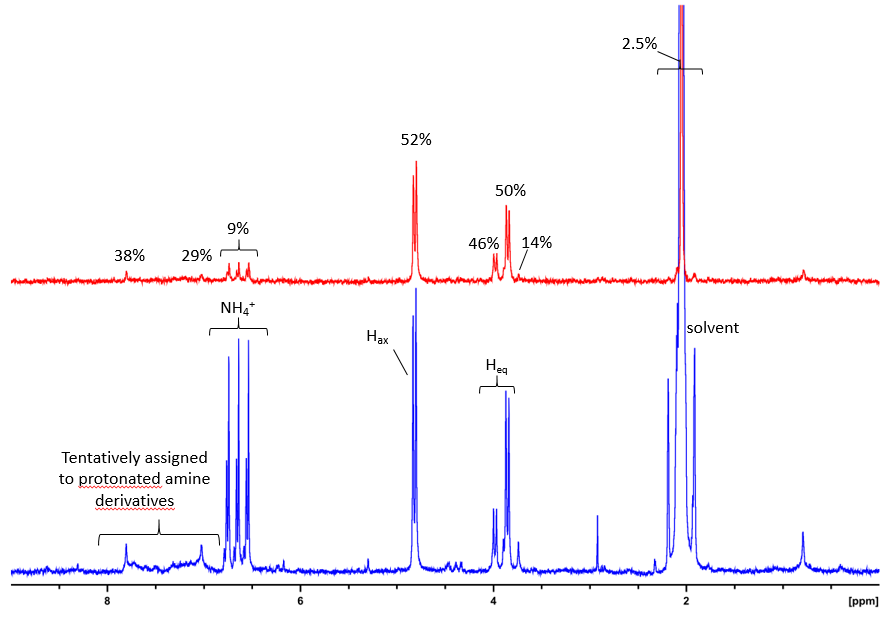 2.5%
52%
50%
9%
46%
14%
38%
29%
NH4+
solvent
Hax
Heq
Tentatively assigned
to protonated amine
derivatives
8
6
4
2
[ppm]